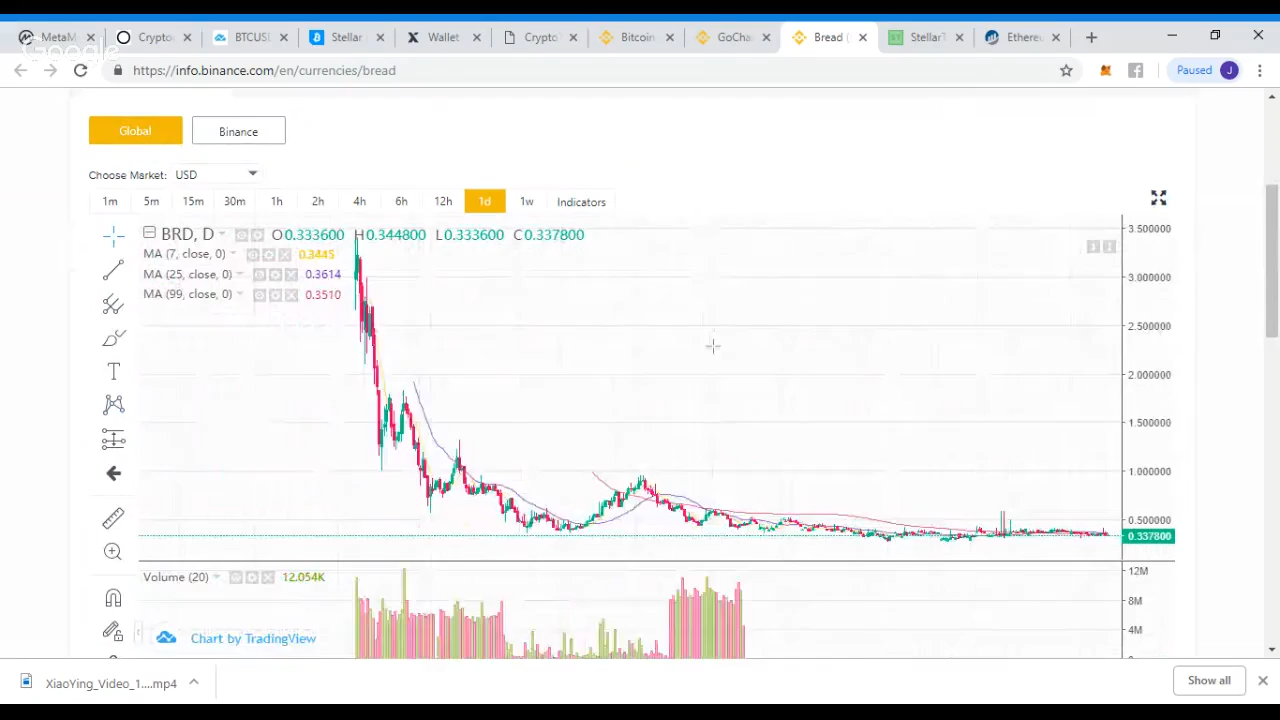 MetaM Crypto BTCUS Stellar Wallet Crypto Bitcoin GoCha Bread ( StellarT Ethereu
Google
https://info.binance.com/en/currencies/bread Paused J
Global Binance
Choose Market: USD
1m 5m 15m 30m 1h 2h 4h 6h 12h 1d 1w Indicators
BRD, D O0.333600 H0.344800 L0.333600 C0.337800
3.500000
MA (7, close, 0) 0.3445
MA (25, close, 0) 0.3614
3.000000
MA (99, close, 0) 0.3510
2.500000
2.000000
1.500000
1.000000
0.500000
0.337800
Volume (20) 12.054K
12M
8M
4M
Chart by TradingView
XiaoYing_Video_1....mp4 Show all